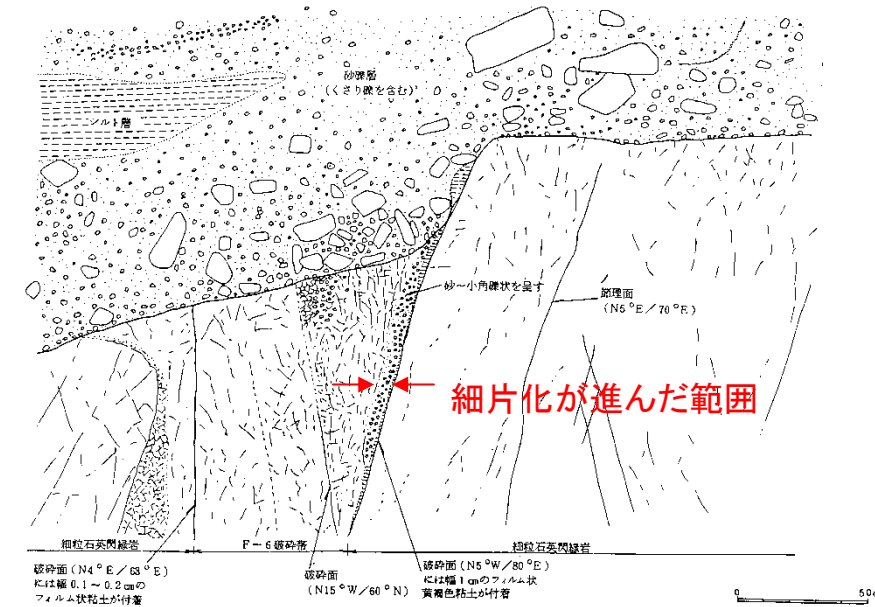 砂礫層
(くさり礫を含む)
シルト層
砂~小角礫状を呈す
節理面
(N5°E/70°E)
細片化が進んだ範囲
細粒石英閃緑岩
F-6破砕帯
細粒石英閃緑岩
破砕面(N4°E/63°E)
には幅0.1~0.2cmの
フィルム状粘土が付着
破砕面
(N15°W/60°N)
破砕面(N5°W/80°E)
には幅1cmのフィルム状
黄褐色粘土が付着
0